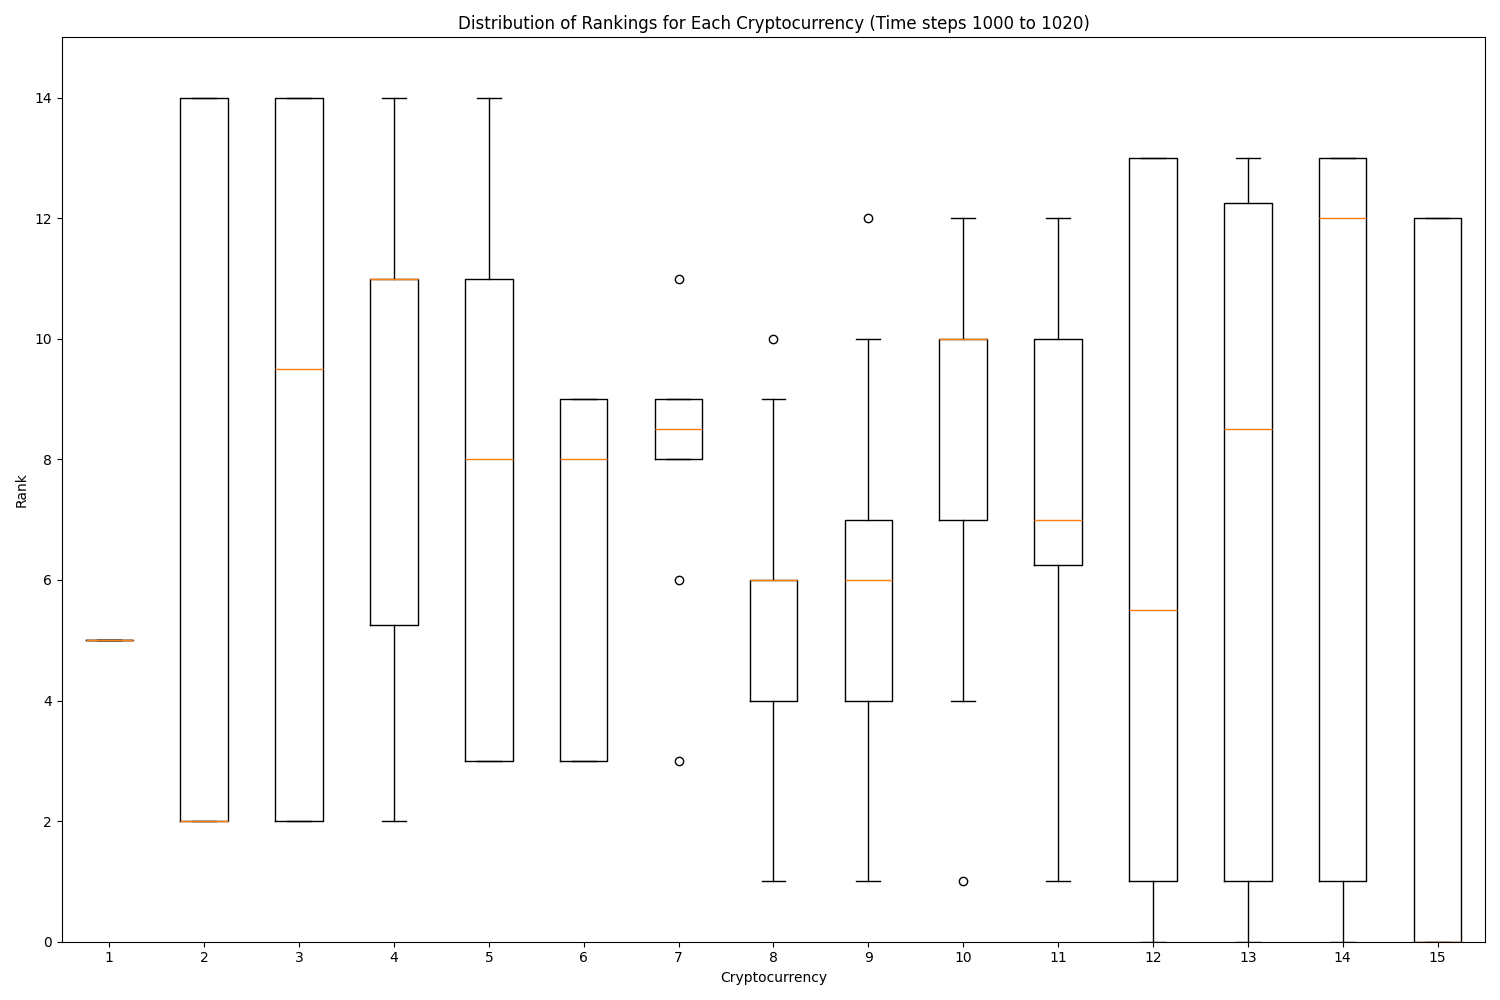 Distribution of Rankings for Each Cryptocurrency (Time steps 1000 to 1020)
14
12
10
8
6
4
2
0
Rank
1 2 3 4 5 6 7 8 9 10 11 12 13 14 15
Cryptocurrency